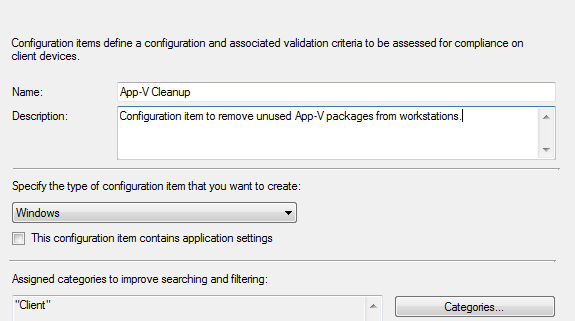 Configuration items define a configuration and associated validation criteria to be assessed for compliance on
client devices.
Name:
App-V Cleanup
Description:
Configuration item to remove unused App-V packages from workstations.
Specify the type of configuration item that you want to create:
Windows
This configuration item contains application settings
Assigned categories to improve searching and filtering:
"Client"
Categories...